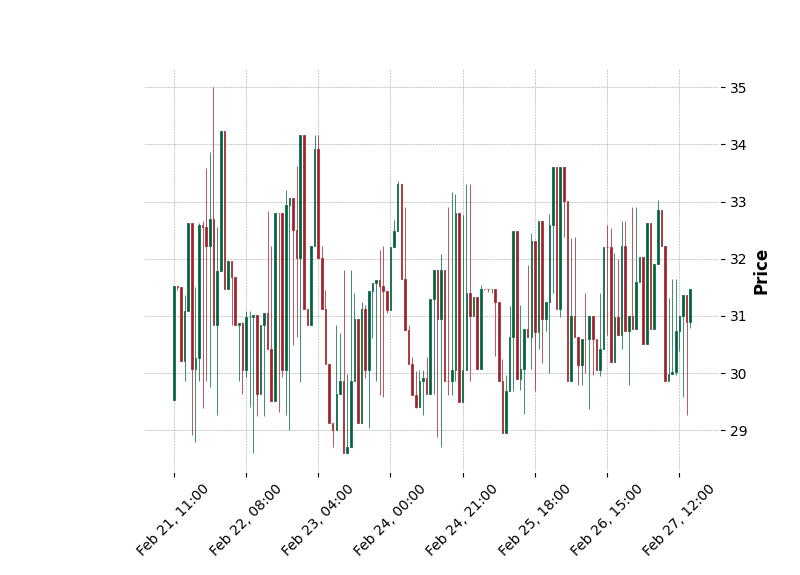 35
34
33
32
31
30
29
Price
Feb 21, 11:00
Feb 22, 08:00
Feb 23, 04:00
Feb 24, 00:00
Feb 24, 21:00
Feb 25, 18:00
Feb 26, 15:00
Feb 27, 12:00